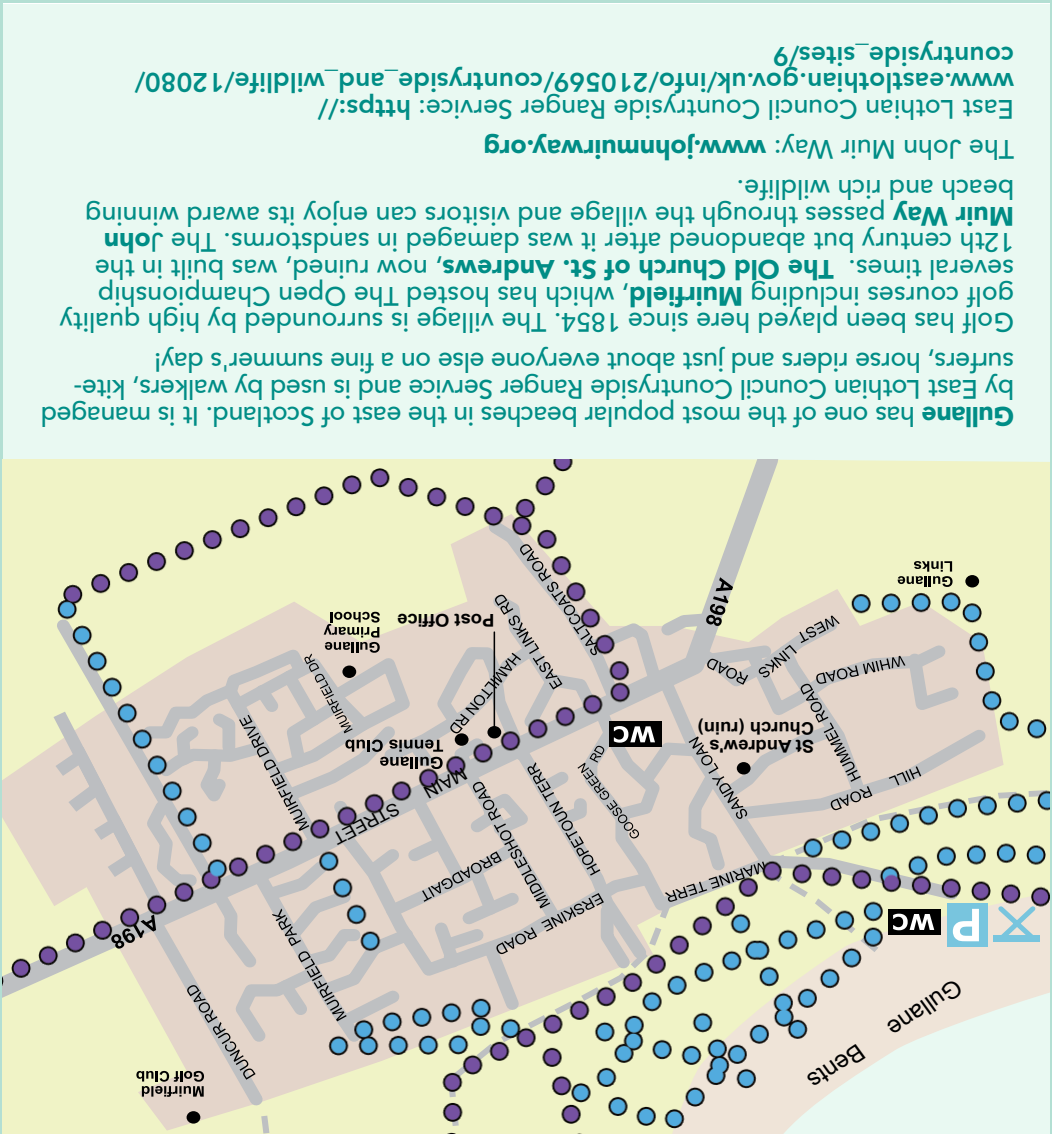 Muirfield
Golf Club
Bents
Gullane
DUNCUR ROAD
MUIRFIELD PARK
P
WC
A198
ERSKINE ROAD
MARINE TERR
BROADGAIT
MIDDLESHOT ROAD
HOPETOUN TERR
GOOSE GREEN RD
MAIN STREET
SANDY LOAN
HILL ROAD
HUMMEL ROAD
WHIM ROAD
WEST LINKS ROAD
St Andrew's
Church (ruin)
WC
Gullane
Tennis Club
MUIRFIELD DRIVE
MUIRFIELD DR
HAMILTON RD
EAST LINKS RD
SALTCOATS ROAD
Post Office
Gullane
Primary
School
A198
Gullane
Links
Gullane has one of the most popular beaches in the east of Scotland. It is managed
by East Lothian Council Countryside Ranger Service and is used by walkers, kite-
surfers, horse riders and just about everyone else on a fine summer's day!
Golf has been played here since 1854. The village is surrounded by high quality
golf courses including Muirfield, which has hosted The Open Championship
several times. The Old Church of St. Andrews, now ruined, was built in the
12th century but abandoned after it was damaged in sandstorms. The John
Muir Way passes through the village and visitors can enjoy its award winning
beach and rich wildlife.
The John Muir Way: www.johnmuirway.org
East Lothian Council Countryside Ranger Service: https://
www.eastlothian.gov.uk/info/210569/countryside_and_wildlife/12080/
countryside_sites/9